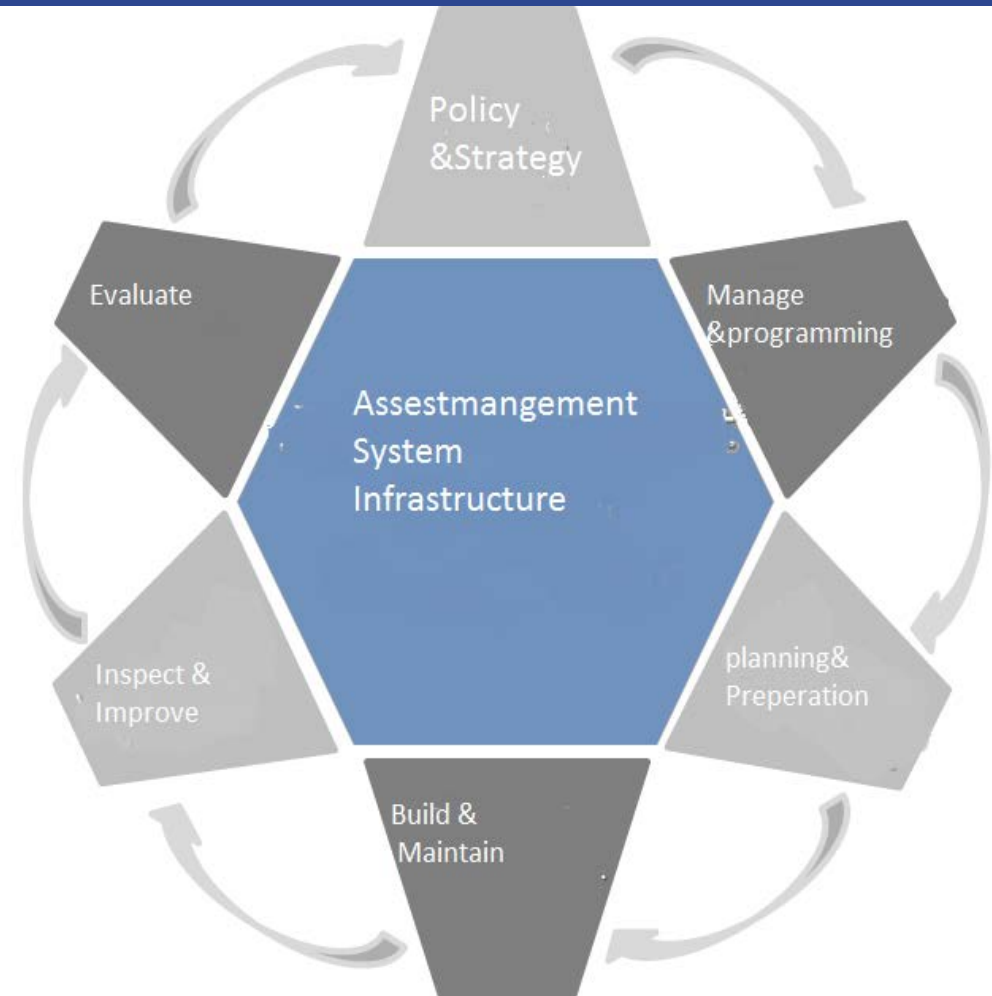 Policy
&Strategy
Manage
&programming
planning&
Preperation
Build &
Maintain
Inspect &
Improve
Evaluate
Assestmangement
System
Infrastructure